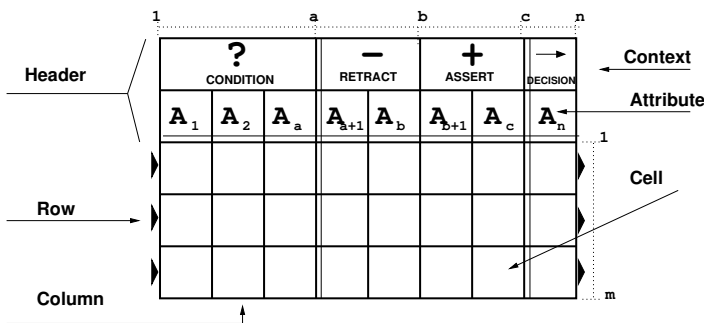 1 a b c n
? − + →
CONDITION RETRACT ASSERT DECISION
Context
Header
Attribute
A1 A2 Aa Aa+1 Ab Ab+1 Ac An
1
Cell
Row
Column
m